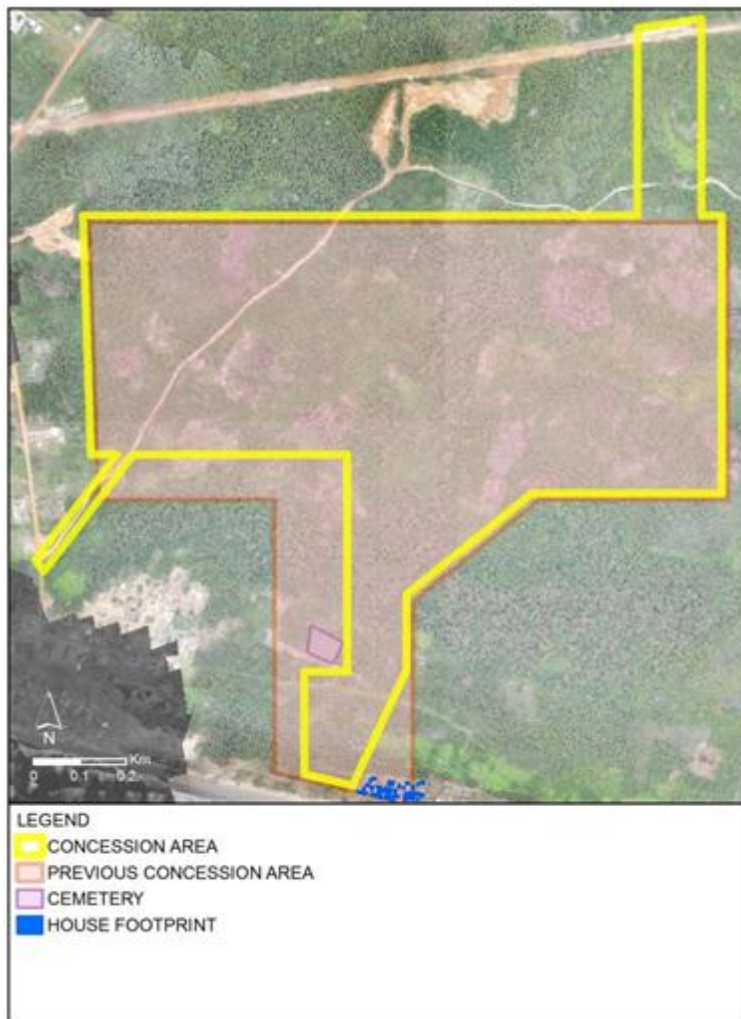 N
Km
0 0.1 0.2
LEGEND
CONCESSION AREA
PREVIOUS CONCESSION AREA
CEMETERY
HOUSE FOOTPRINT